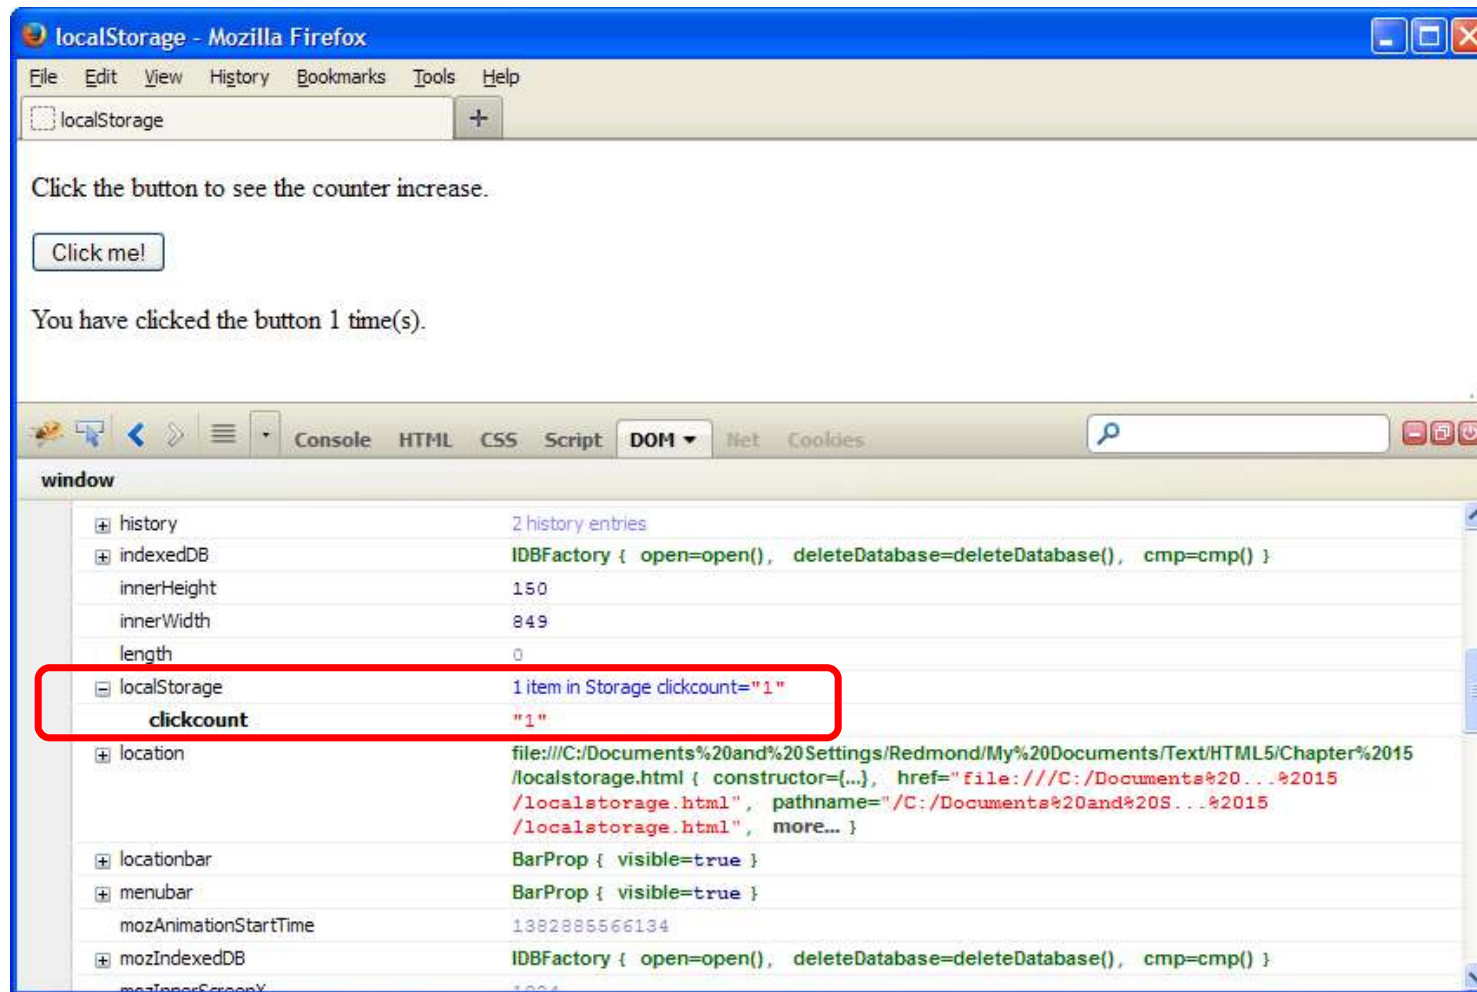 localStorage - Mozilla Firefox
File Edit View History Bookmarks Tools Help
localStorage
Click the button to see the counter increase.
Click me!
You have clicked the button 1 time(s).
Console HTML CSS Script DOM Net Cookies
window
history 2 history entries
indexedDB IDBFactory { open=open(), deleteDatabase=deleteDatabase(), cmp=cmp() }
innerHeight 150
innerWidth 849
length 0
localStorage 1 item in Storage clickcount="1"
clickcount "1"
location file:///C:/Documents%20and%20Settings/Redmond/My%20Documents/Text/HTML5/Chapter%2015
/localstorage.html { constructor={...}, href="file:///C:/Documents%20...%2015
/localstorage.html", pathname="/C:/Documents%20and%20S...%2015
/localstorage.html", more... }
locationbar BarProp { visible=true }
menubar BarProp { visible=true }
mozAnimationStartTime 1382885566134
mozIndexedDB IDBFactory { open=open(), deleteDatabase=deleteDatabase(), cmp=cmp() }
mozInnerScreenX